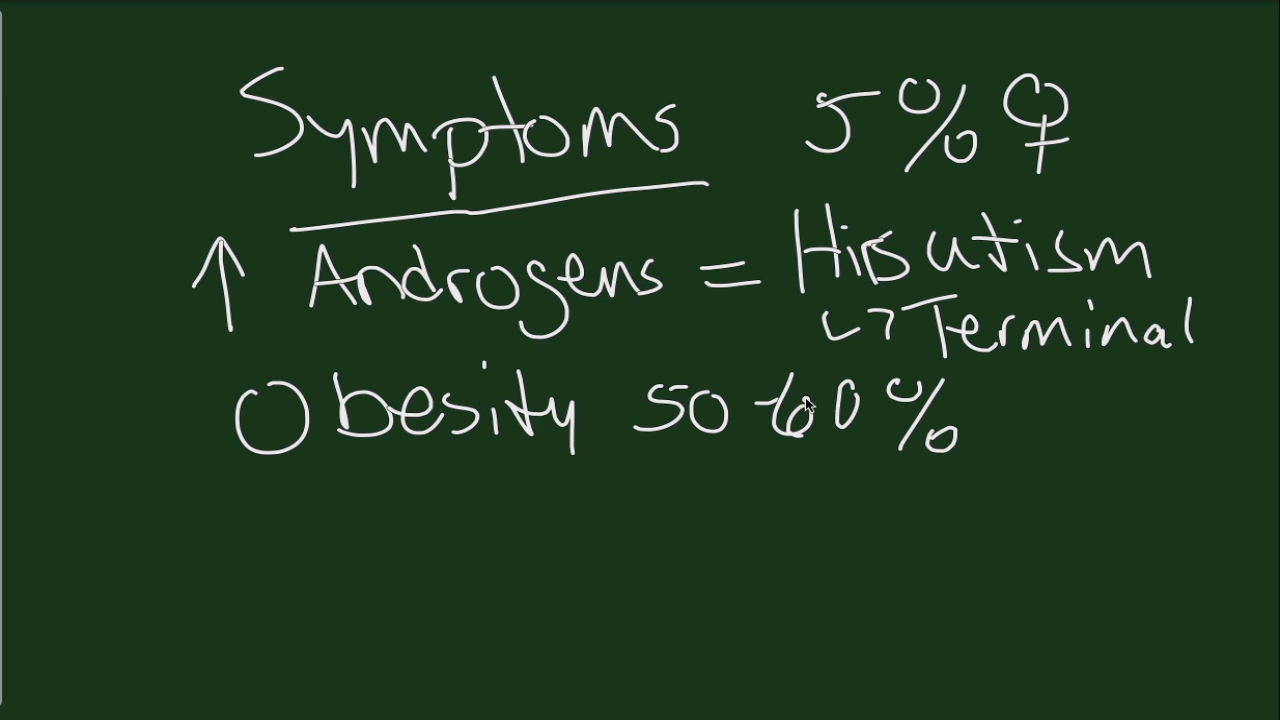 Symptoms 5% ♀
↑ Androgens = Hirsutism
↳ Terminal
Obesity 50-60%